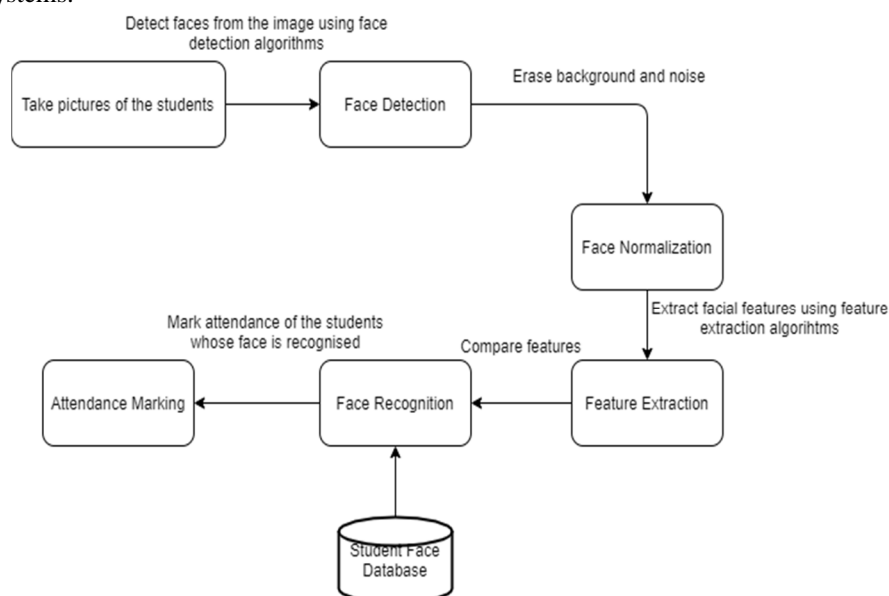 Detect faces from the image using face
detection algorithms
Take pictures of the students
Face Detection
Erase background and noise
Face Normalization
Extract facial features using feature
extraction algorihtms
Mark attendance of the students
whose face is recognised
Compare features
Attendance Marking
Face Recognition
Feature Extraction
Student Face
Database